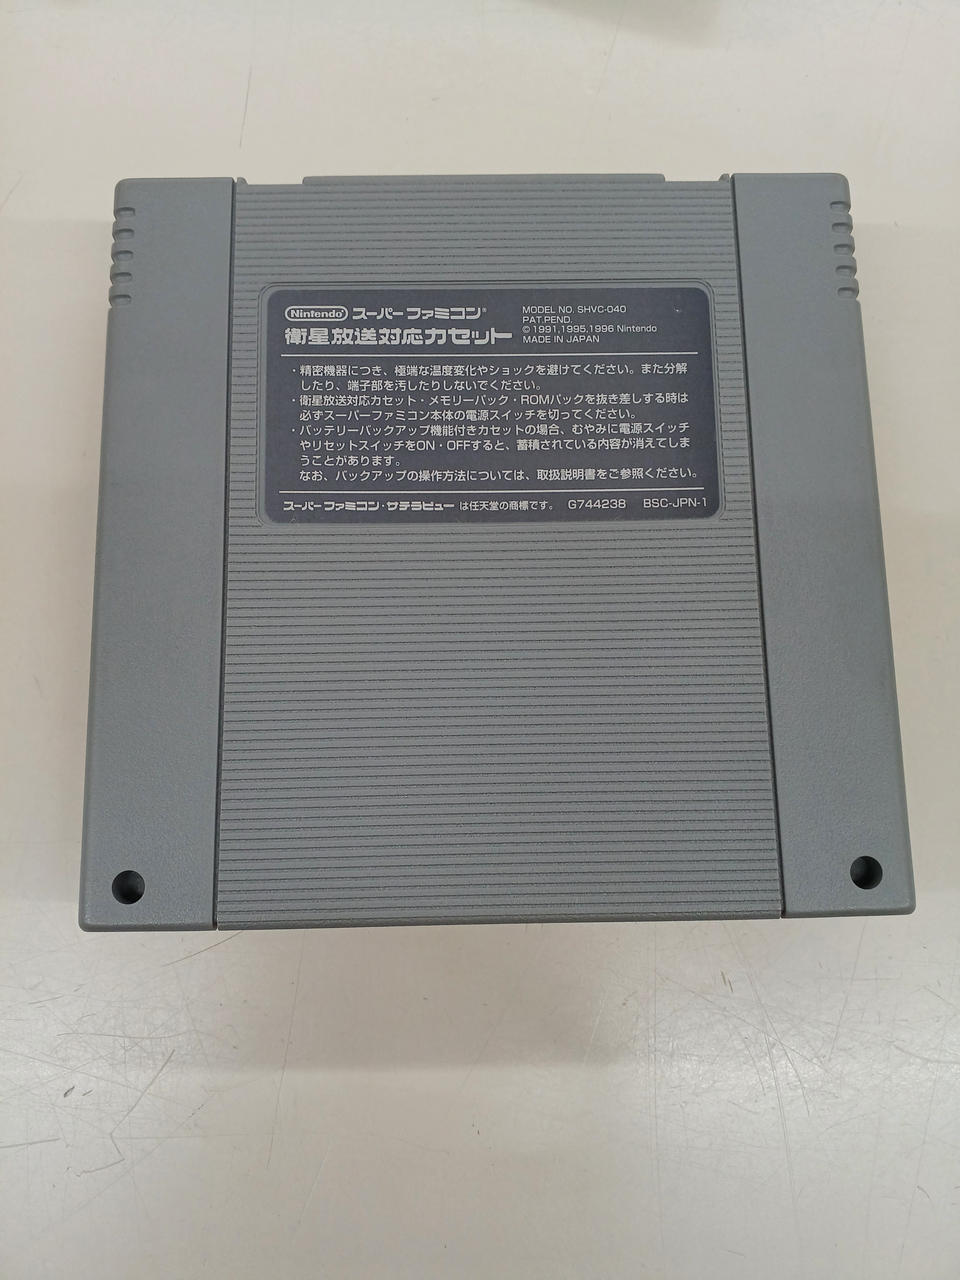 Nintendo スーパーファミコン®
衛星放送対応カセット
MODEL NO. SHVC-040
PAT.PEND.
© 1991,1995,1996 Nintendo
MADE IN JAPAN
・精密機器につき、極端な温度変化やショックを避けてください。また分解
したり、端子部を汚したりしないでください。
・衛星放送対応カセット・メモリーパック・ROMパックを抜き差しする時は
必ずスーパーファミコン本体の電源スイッチを切ってください。
・バッテリーバックアップ機能付きカセットの場合、むやみに電源スイッチ
やリセットスイッチをON・OFFすると、蓄積されている内容が消えてしま
うことがあります。
なお、バックアップの操作方法については、取扱説明書をご参照ください。
スーパーファミコン・サテラビュー は任天堂の商標です。 G744238 BSC-JPN-1